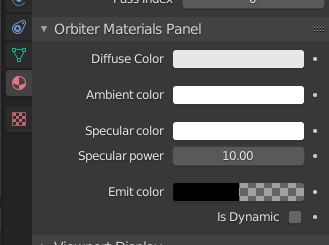 Pass Index
Orbiter Materials Panel
Diffuse Color
Ambient color
Specular color
Specular power 10.00
Emit color
Is Dynamic
Viewport Display